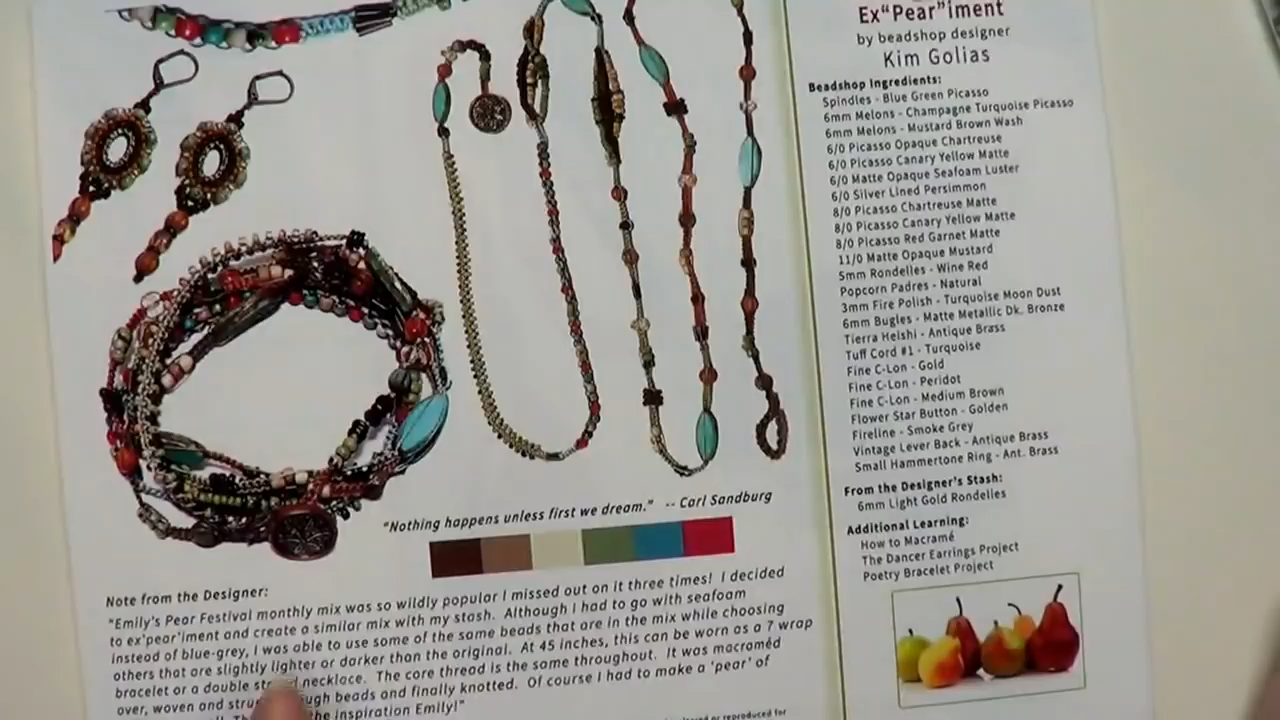 Ex“Pear”iment
by beadshop designer
Kim Golias
Beadshop Ingredients:
Spindles - Blue Green Picasso
6mm Melons - Champagne Turquoise Picasso
6mm Melons - Mustard Brown Wash
6/0 Picasso Opaque Chartreuse
6/0 Picasso Canary Yellow Matte
6/0 Matte Opaque Seafoam Luster
6/0 Silver Lined Persimmon
8/0 Picasso Chartreuse Matte
8/0 Picasso Canary Yellow Matte
8/0 Picasso Red Garnet Matte
11/0 Matte Opaque Mustard
5mm Rondelles - Wine Red
Popcorn Padres - Natural
3mm Fire Polish - Turquoise Moon Dust
6mm Bugles - Matte Metallic Dk. Bronze
Tierra Heishi - Antique Brass
Tuff Cord #1 - Turquoise
Fine C-Lon - Gold
Fine C-Lon - Peridot
Fine C-Lon - Medium Brown
Flower Star Button - Golden
Fireline - Smoke Grey
Vintage Lever Back - Antique Brass
Small Hammertone Ring - Ant. Brass
From the Designer's Stash:
6mm Light Gold Rondelles
Additional Learning:
How to Macramé
The Dancer Earrings Project
Poetry Bracelet Project
“Nothing happens unless first we dream.” -- Carl Sandburg
Note from the Designer:
“Emily's Pear Festival monthly mix was so wildly popular I missed out on it three times! I decided
to ex'pear'iment and create a similar mix with my stash. Although I had to go with seafoam
instead of blue-grey, I was able to use some of the same beads that are in the mix while choosing
others that are slightly lighter or darker than the original. At 45 inches, this can be worn as a 7 wrap
bracelet or a double necklace. The core thread is the same throughout. It was macraméd
over, woven and beads and finally knotted. Of course I had to make a 'pear' of
the inspiration Emily!”
or reproduced for